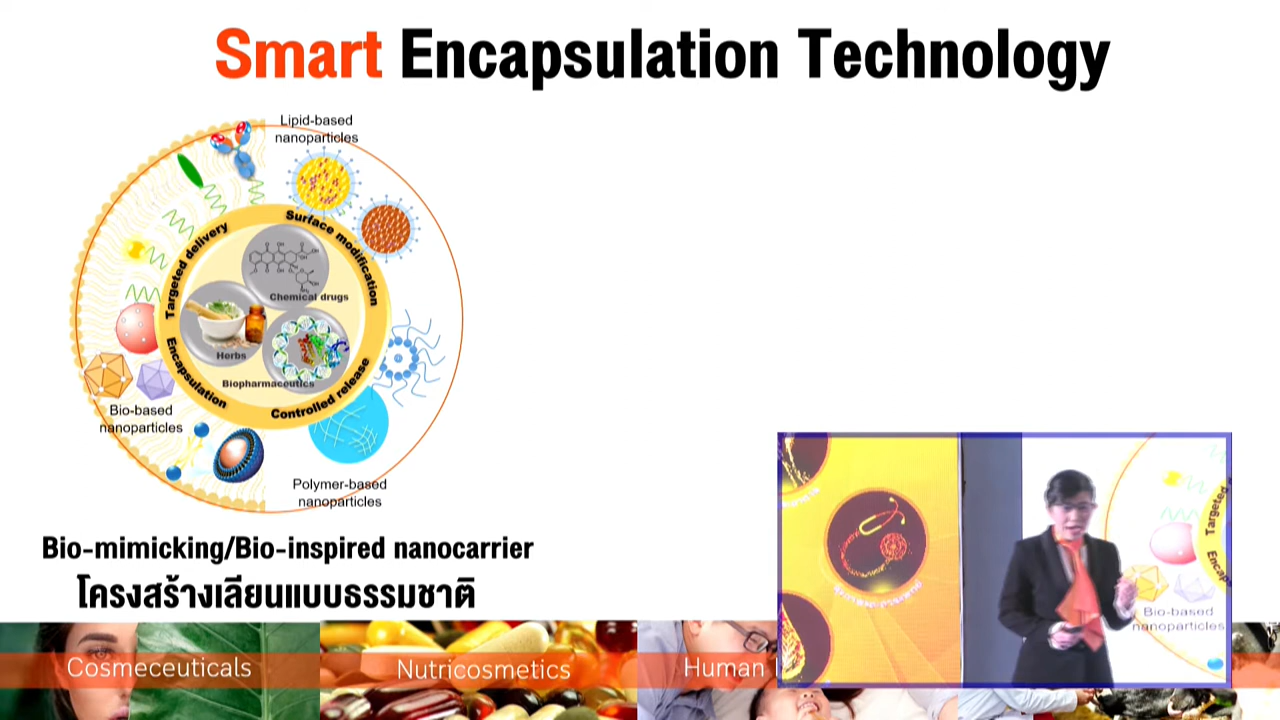 Smart Encapsulation Technology
Lipid-based
nanoparticles
Surface modification
Targeted delivery
Chemical drugs
Herbs
Biopharmaceutics
Encapsulation
Controlled release
Bio-based
nanoparticles
Polymer-based
nanoparticles
Bio-mimicking/Bio-inspired nanocarrier
โครงสร้างเลียนแบบธรรมชาติ
Cosmeceuticals
Nutricosmetics
Human
Targeted
Encap
Bio-based
nanoparticles